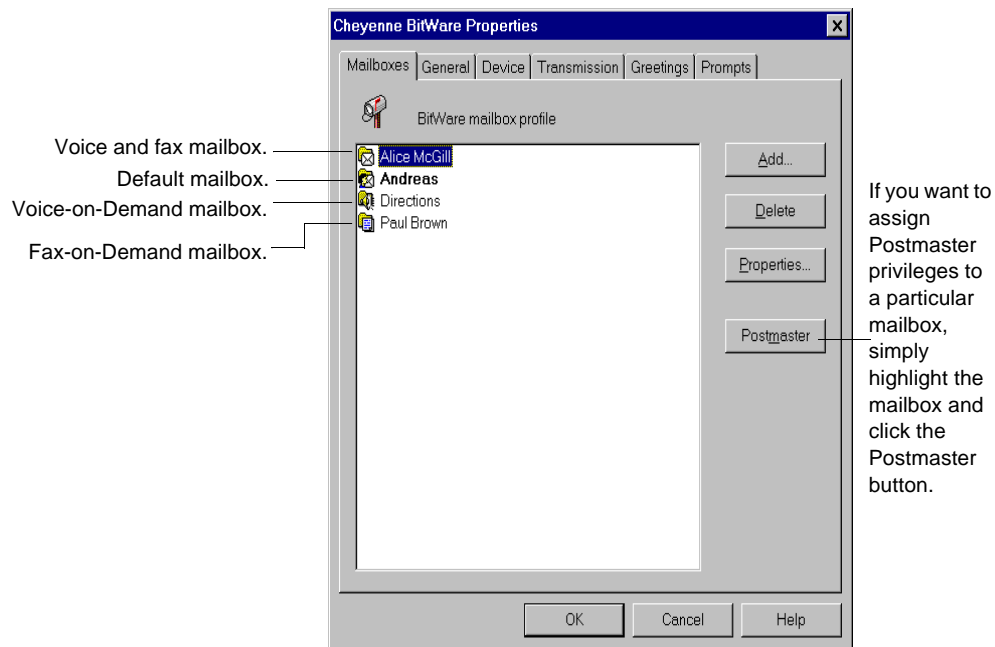 Cheyenne BitWare Properties
Mailboxes General Device Transmission Greetings Prompts
BitWare mailbox profile
Voice and fax mailbox.
Default mailbox.
Voice-on-Demand mailbox.
Fax-on-Demand mailbox.
Alice McGill
Andreas
Directions
Paul Brown
Add...
Delete
Properties...
Postmaster
If you want to
assign
Postmaster
privileges to
a particular
mailbox,
simply
highlight the
mailbox and
click the
Postmaster
button.
OK Cancel Help